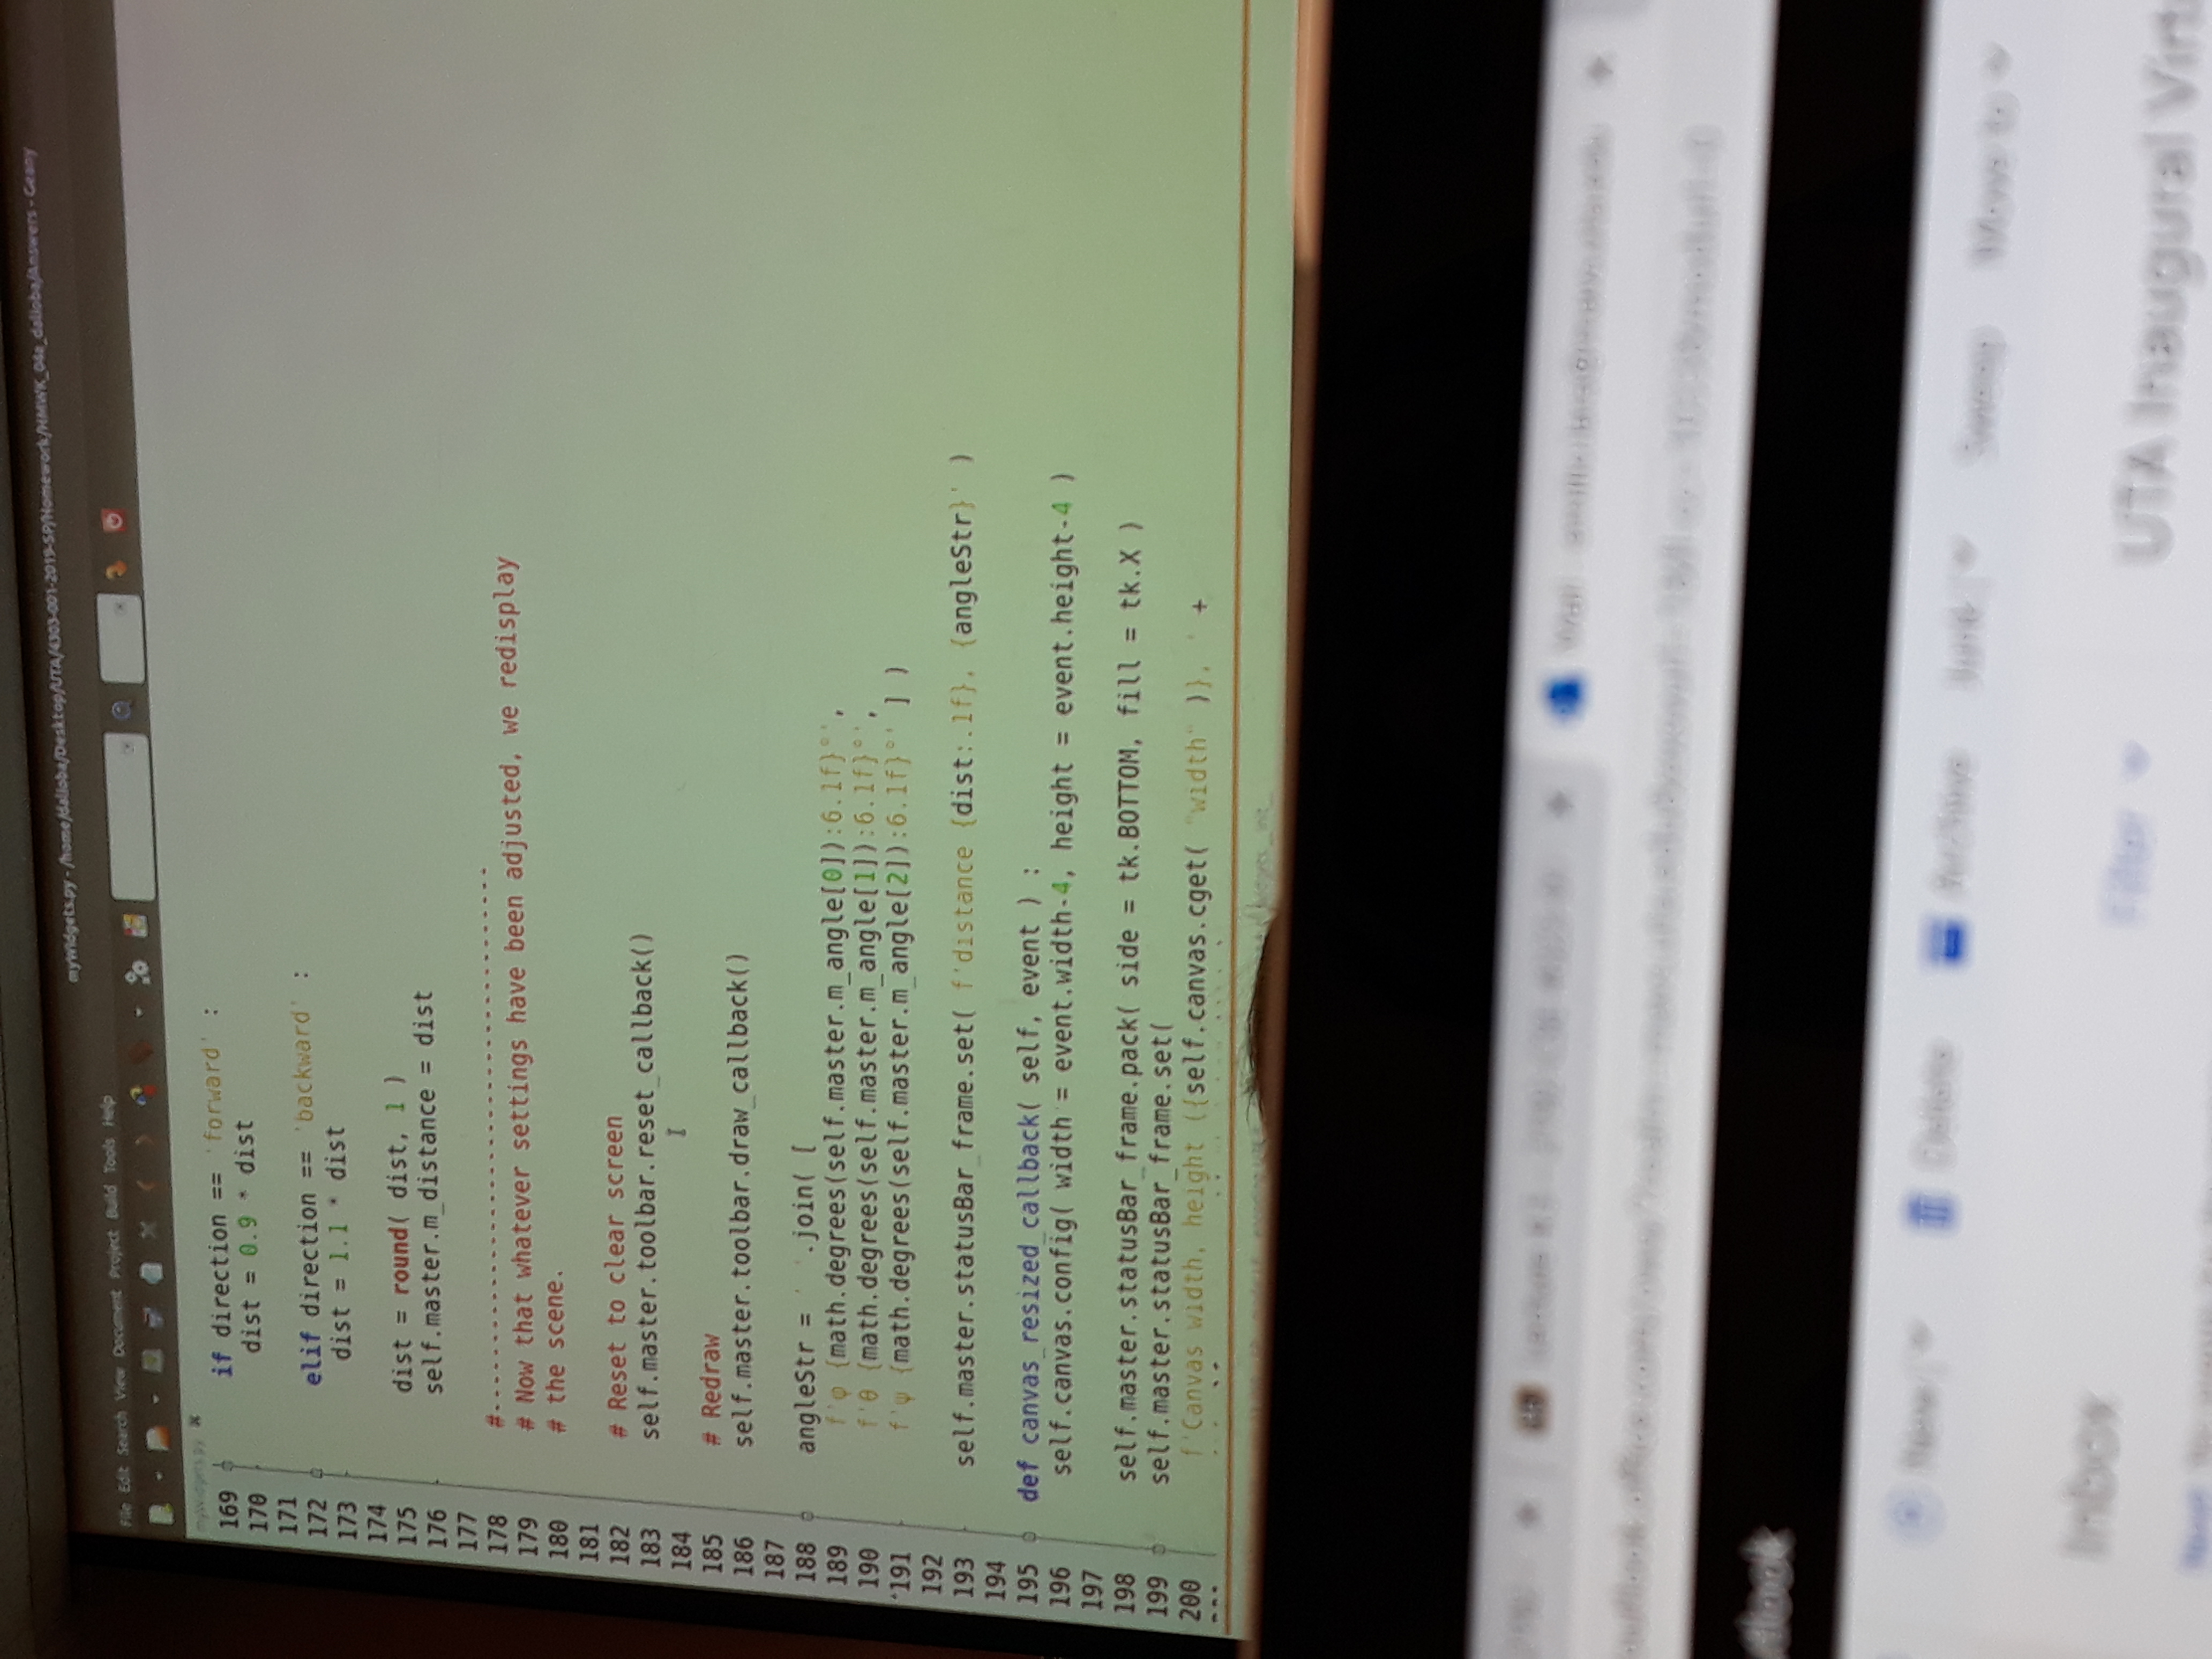 myWidgets.py - /home/dalioba/Desktop/UTA/4303-001-2019-SP/Homework/HMWK_04a_dalioba/Answers - Geany
File Edit Search View Document Project Build Tools Help
myWidgets.py
169 if direction == 'forward' :
170 dist = 0.9 * dist
171
172 elif direction == 'backward' :
173 dist = 1.1 * dist
174
175 dist = round( dist, 1 )
176 self.master.m_distance = dist
177
178 #---------------------------------------
179 # Now that whatever settings have been adjusted, we redisplay
180 # the scene.
181
182 # Reset to clear screen
183 self.master.toolbar.reset_callback()
184
185 # Redraw
186 self.master.toolbar.draw_callback()
187
188 angleStr = ' '.join( [
189 f'φ {math.degrees(self.master.m_angle[0]):6.1f}°',
190 f'θ {math.degrees(self.master.m_angle[1]):6.1f}°',
191 f'ψ {math.degrees(self.master.m_angle[2]):6.1f}°' ] )
192
193 self.master.statusBar_frame.set( f'distance {dist:.1f}, {angleStr}' )
194
195 def canvas_resized_callback( self, event ) :
196 self.canvas.config( width = event.width-4, height = event.height-4 )
197
198 self.master.statusBar_frame.pack( side = tk.BOTTOM, fill = tk.X )
199 self.master.statusBar_frame.set(
200 f'Canvas width, height ({self.canvas.cget( "width" )}, ' +
New Delete Archive Junk Sweep Move to
Inbox
Filter
UTA Inaugural